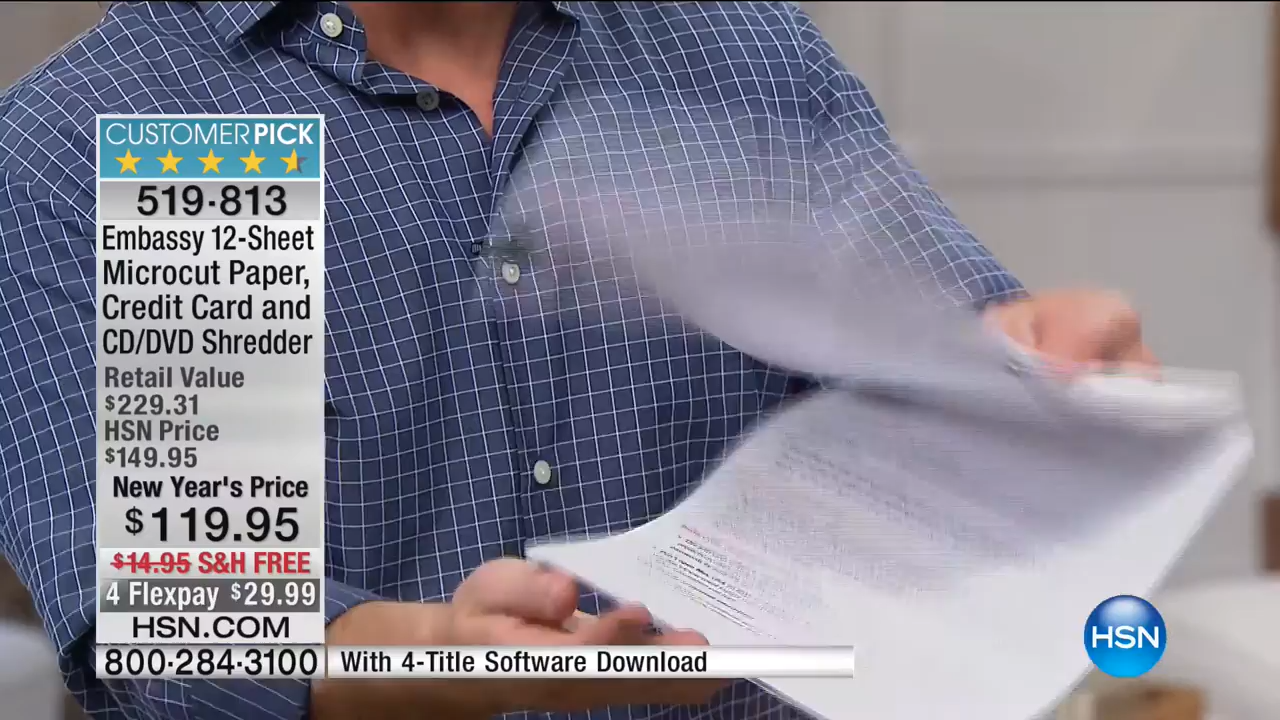 CUSTOMERPICK
519·813
Embassy 12-Sheet
Microcut Paper,
Credit Card and
CD/DVD Shredder
Retail Value
$229.31
HSN Price
$149.95
New Year's Price
$119.95
$14.95 S&H FREE
4 Flexpay $29.99
HSN.COM
800·284·3100
With 4-Title Software Download
HSN